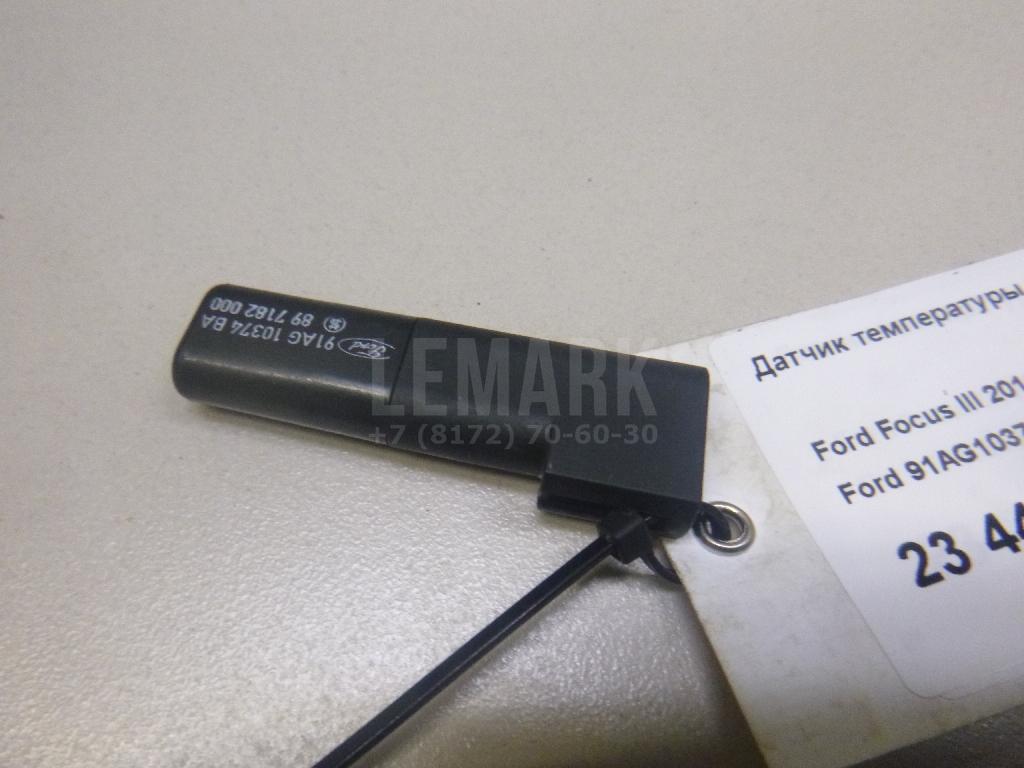 Ford
91AG 10374 BA
89 7182 000
LEMARK
+7 (8172) 70-60-30
Датчик температуры
Ford Focus III 201
Ford 91AG1037
23 44